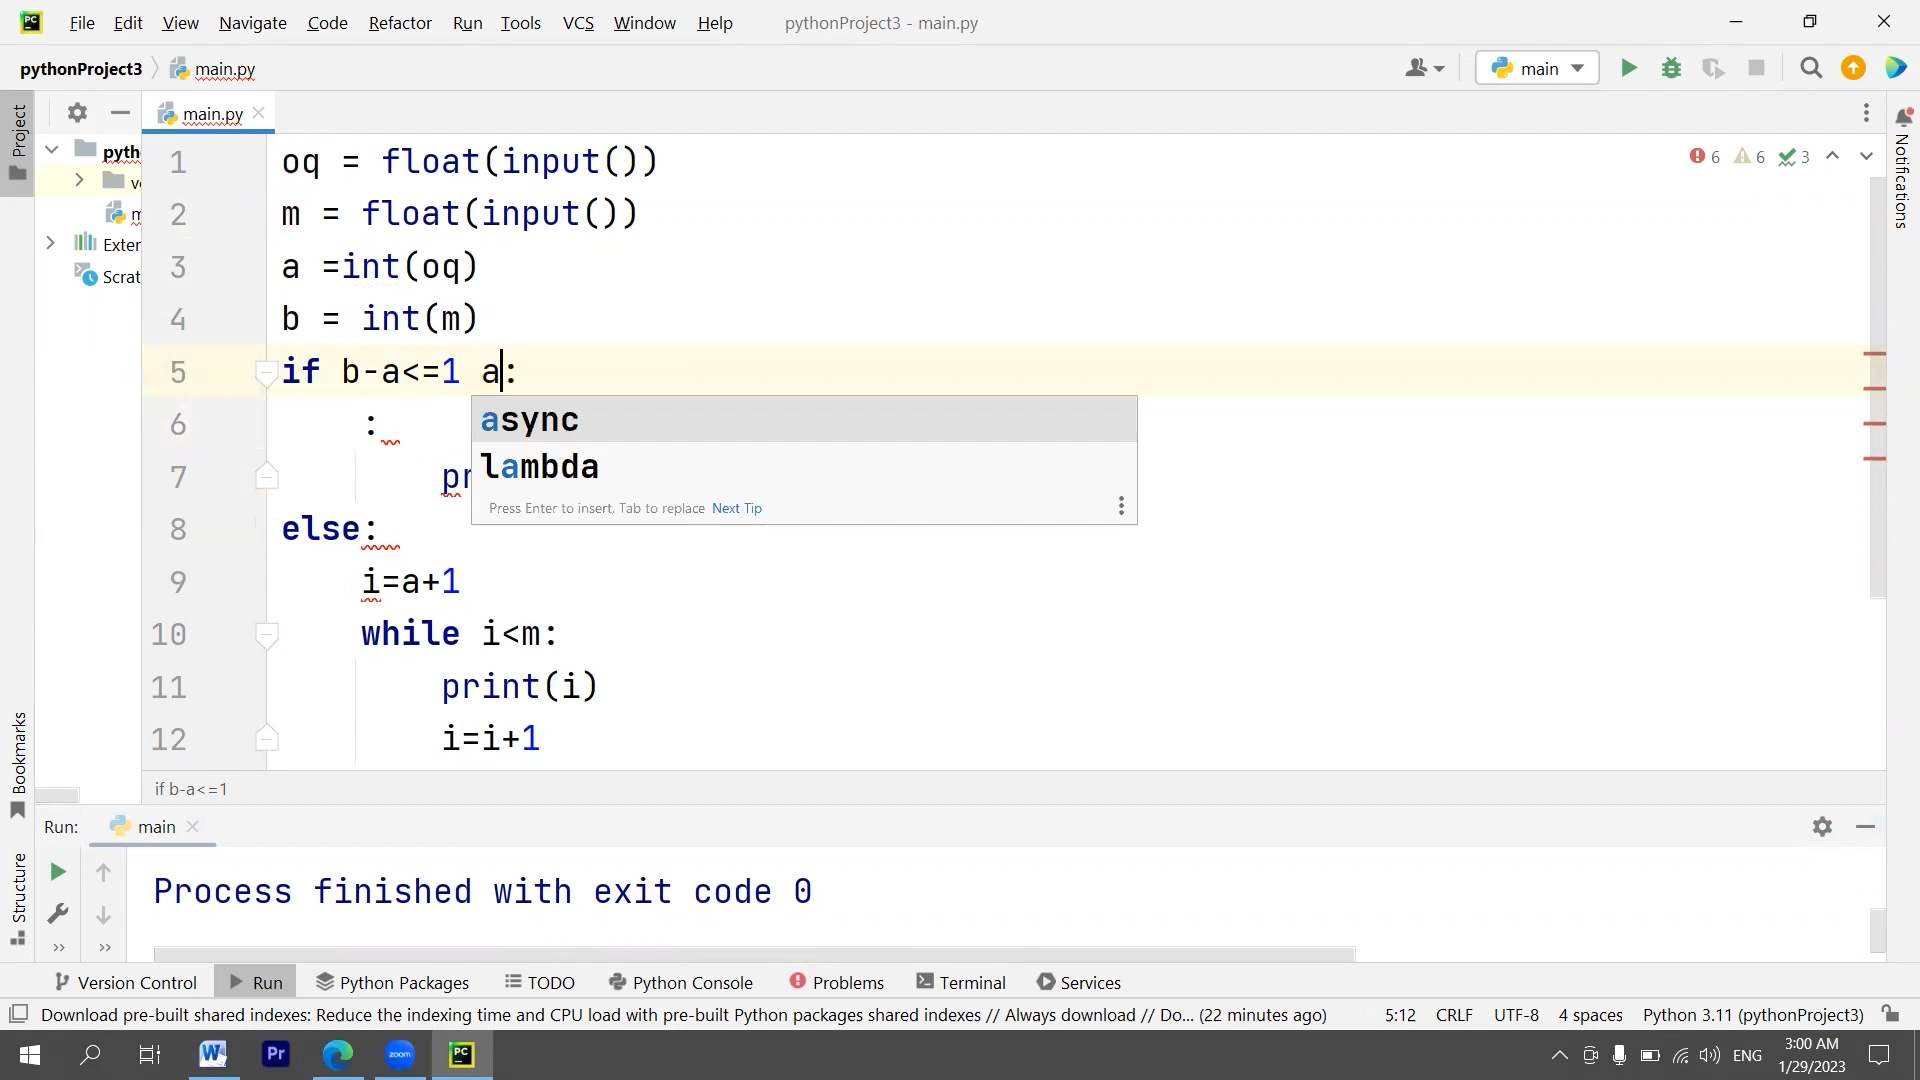 PC File Edit View Navigate Code Refactor Run Tools VCS Window Help pythonProject3 - main.py
pythonProject3 main.py main
Project main.py
pyth
v
m
Exter
Scrat
1 oq = float(input())
2 m = float(input())
3 a =int(oq)
4 b = int(m)
5 if b-a<=1 a:
6 :
7 pr
8 else:
9 i=a+1
10 while i<m:
11 print(i)
12 i=i+1
async
lambda
Press Enter to insert, Tab to replace Next Tip
6 6 3
Notifications
if b-a<=1
Bookmarks
Structure
Run: main
Process finished with exit code 0
Version Control Run Python Packages TODO Python Console Problems Terminal Services
Download pre-built shared indexes: Reduce the indexing time and CPU load with pre-built Python packages shared indexes // Always download // Do... (22 minutes ago) 5:12 CRLF UTF-8 4 spaces Python 3.11 (pythonProject3)
W Pr zoom PC ENG 3:00 AM
1/29/2023